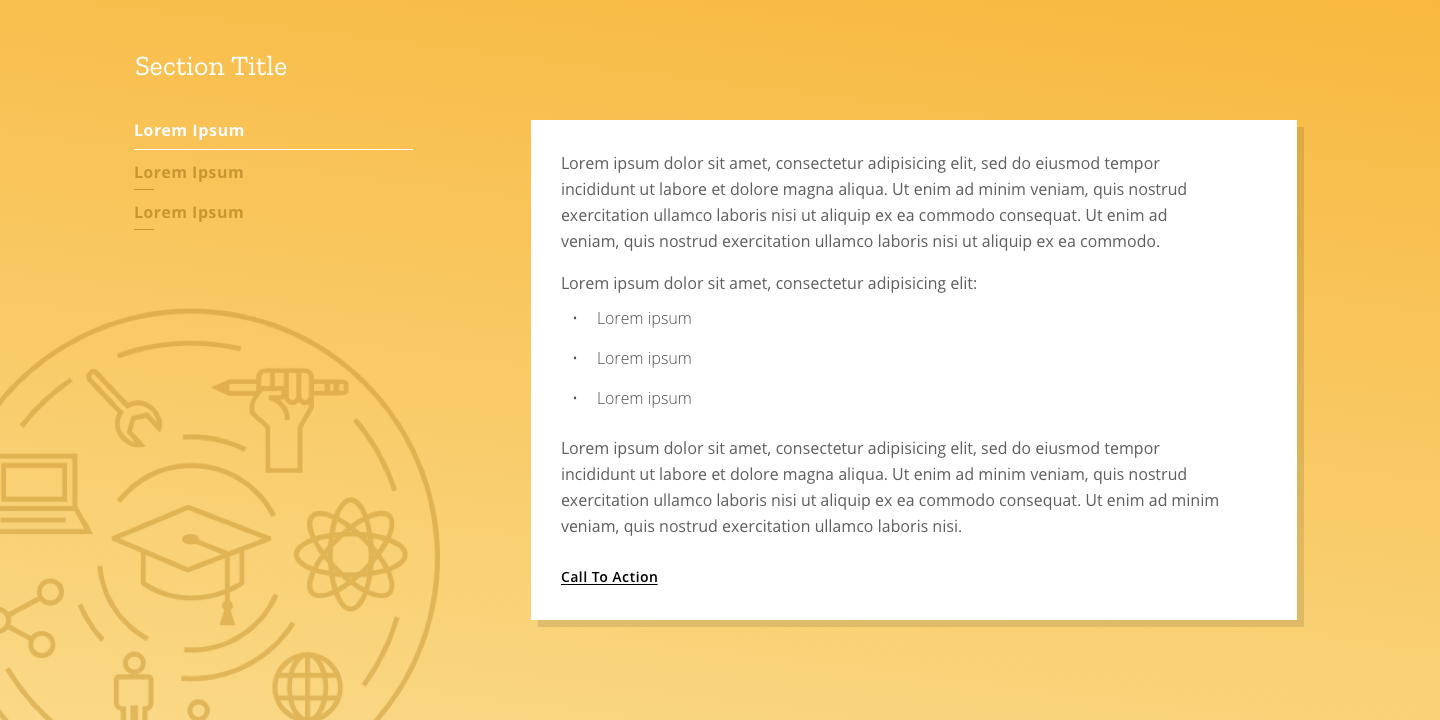 Section Title
Lorem Ipsum
Lorem Ipsum
Lorem Ipsum
Lorem ipsum dolor sit amet, consectetur adipisicing elit, sed do eiusmod tempor
incididunt ut labore et dolore magna aliqua. Ut enim ad minim veniam, quis nostrud
exercitation ullamco laboris nisi ut aliquip ex ea commodo consequat. Ut enim ad
veniam, quis nostrud exercitation ullamco laboris nisi ut aliquip ex ea commodo.
Lorem ipsum dolor sit amet, consectetur adipisicing elit:
• Lorem ipsum
• Lorem ipsum
• Lorem ipsum
Lorem ipsum dolor sit amet, consectetur adipisicing elit, sed do eiusmod tempor
incididunt ut labore et dolore magna aliqua. Ut enim ad minim veniam, quis nostrud
exercitation ullamco laboris nisi ut aliquip ex ea commodo consequat. Ut enim ad minim
veniam, quis nostrud exercitation ullamco laboris nisi.
Call To Action